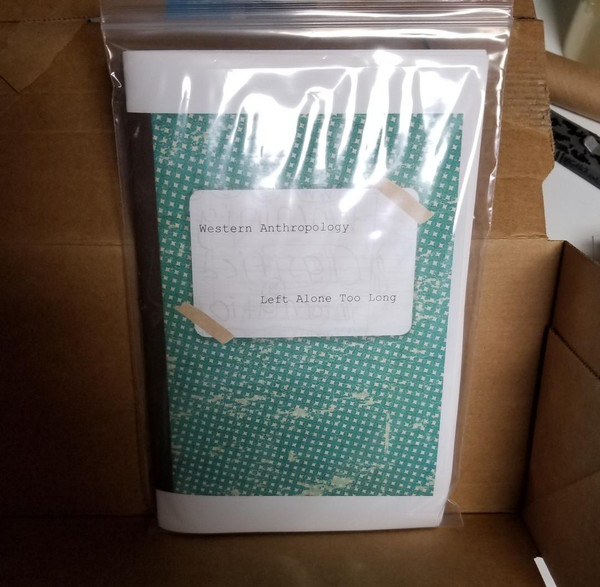 Western Anthropology
Left Alone Too Long